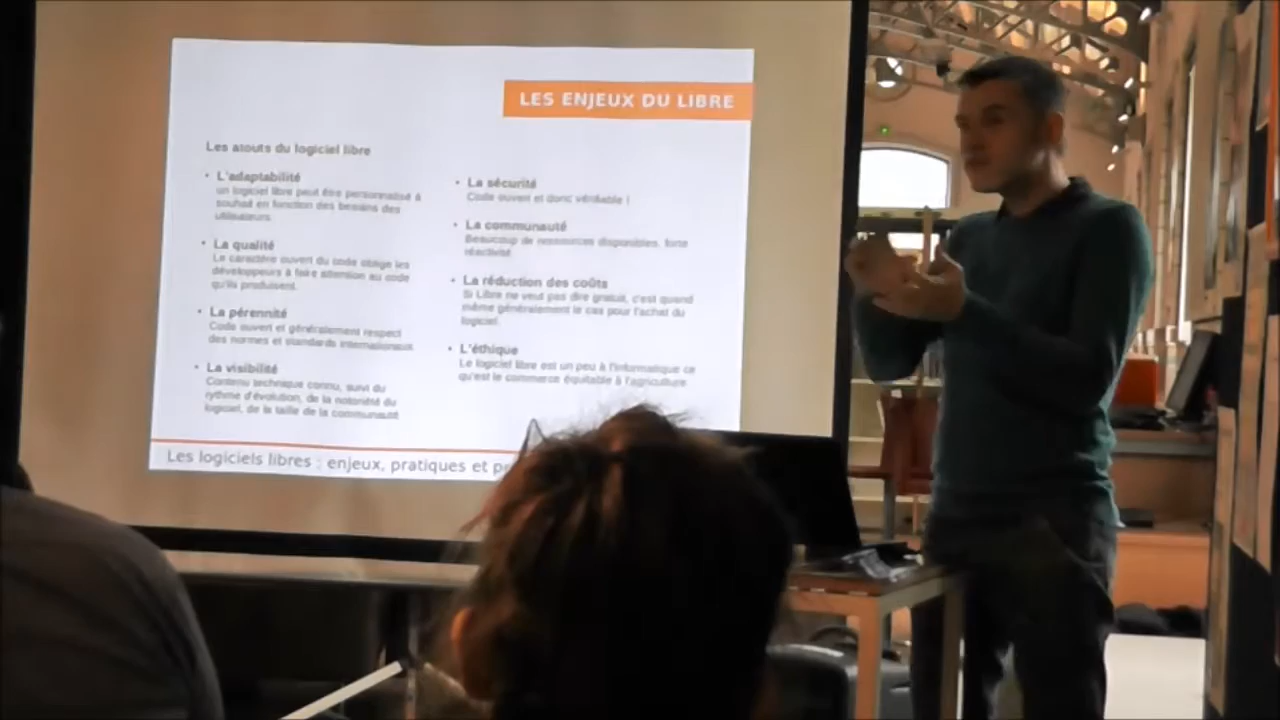 LES ENJEUX DU LIBRE
Les atouts du logiciel libre
• L'adaptabilité
un logiciel libre peut être personnalisé à
souhait en fonction des besoins des
utilisateurs.
• La qualité
Le caractère ouvert du code oblige les
développeurs à faire attention au code
qu'ils produisent.
• La pérennité
Code ouvert et généralement respect
des normes et standards internationaux.
• La visibilité
Contenu technique connu, suivi du
rythme d'évolution, de la notoriété du
logiciel, de la taille de la communauté
• La sécurité
Code ouvert et donc vérifiable !
• La communauté
Beaucoup de ressources disponibles, forte
réactivité
• La réduction des coûts
Si Libre ne veut pas dire gratuit, c'est quand
même généralement le cas pour l'achat du
logiciel.
• L'éthique
Le logiciel libre est un peu à l'informatique ce
qu'est le commerce équitable à l'agriculture
Les logiciels libres : enjeux, pratiques et